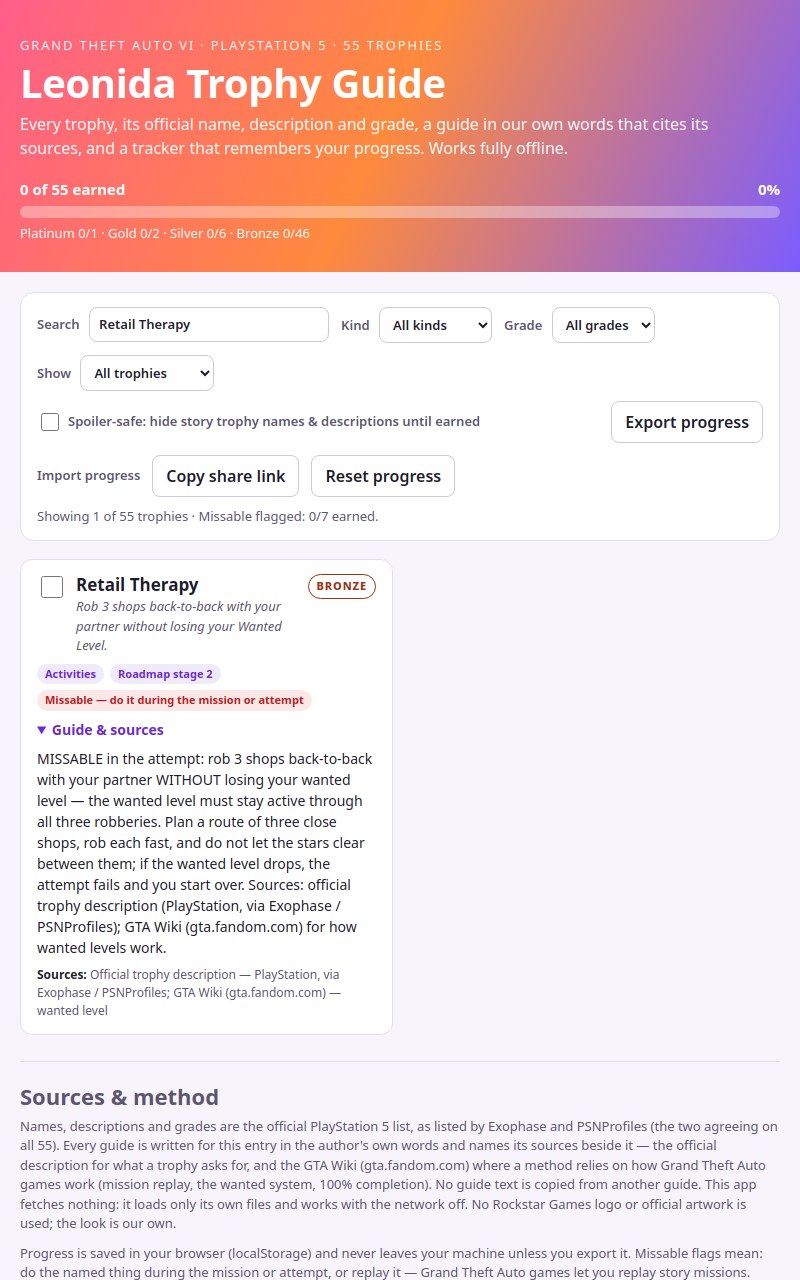 GRAND THEFT AUTO VI · PLAYSTATION 5 · 55 TROPHIES
Leonida Trophy Guide
Every trophy, its official name, description and grade, a guide in our own words that cites its
sources, and a tracker that remembers your progress. Works fully offline.
0 of 55 earned 0%
Platinum 0/1 · Gold 0/2 · Silver 0/6 · Bronze 0/46
Search Retail Therapy Kind All kinds Grade All grades
Show All trophies
Spoiler-safe: hide story trophy names & descriptions until earned Export progress
Import progress Copy share link Reset progress
Showing 1 of 55 trophies · Missable flagged: 0/7 earned.
Retail Therapy BRONZE
Rob 3 shops back-to-back with your
partner without losing your Wanted
Level.
Activities Roadmap stage 2
Missable — do it during the mission or attempt
▼ Guide & sources
MISSABLE in the attempt: rob 3 shops back-to-back
with your partner WITHOUT losing your wanted
level — the wanted level must stay active through
all three robberies. Plan a route of three close
shops, rob each fast, and do not let the stars clear
between them; if the wanted level drops, the
attempt fails and you start over. Sources: official
trophy description (PlayStation, via Exophase /
PSNProfiles); GTA Wiki (gta.fandom.com) for how
wanted levels work.
Sources: Official trophy description — PlayStation, via
Exophase / PSNProfiles; GTA Wiki (gta.fandom.com) —
wanted level
Sources & method
Names, descriptions and grades are the official PlayStation 5 list, as listed by Exophase and PSNProfiles (the two agreeing on
all 55). Every guide is written for this entry in the author's own words and names its sources beside it — the official
description for what a trophy asks for, and the GTA Wiki (gta.fandom.com) where a method relies on how Grand Theft Auto
games work (mission replay, the wanted system, 100% completion). No guide text is copied from another guide. This app
fetches nothing: it loads only its own files and works with the network off. No Rockstar Games logo or official artwork is
used; the look is our own.
Progress is saved in your browser (localStorage) and never leaves your machine unless you export it. Missable flags mean:
do the named thing during the mission or attempt, or replay it — Grand Theft Auto games let you replay story missions.